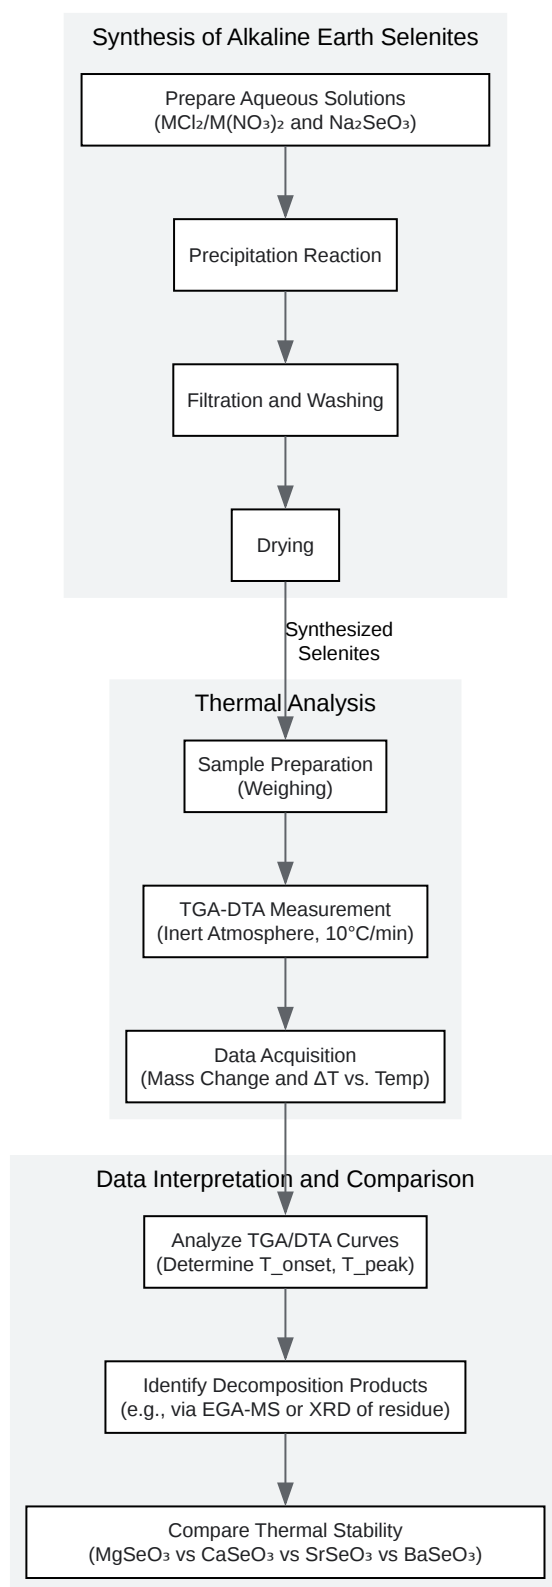 Synthesis of Alkaline Earth Selenites
Prepare Aqueous Solutions
(MCl₂/M(NO₃)₂ and Na₂SeO₃)
Precipitation Reaction
Filtration and Washing
Drying
Synthesized
Selenites
Thermal Analysis
Sample Preparation
(Weighing)
TGA-DTA Measurement
(Inert Atmosphere, 10°C/min)
Data Acquisition
(Mass Change and ΔT vs. Temp)
Data Interpretation and Comparison
Analyze TGA/DTA Curves
(Determine T_onset, T_peak)
Identify Decomposition Products
(e.g., via EGA-MS or XRD of residue)
Compare Thermal Stability
(MgSeO₃ vs CaSeO₃ vs SrSeO₃ vs BaSeO₃)